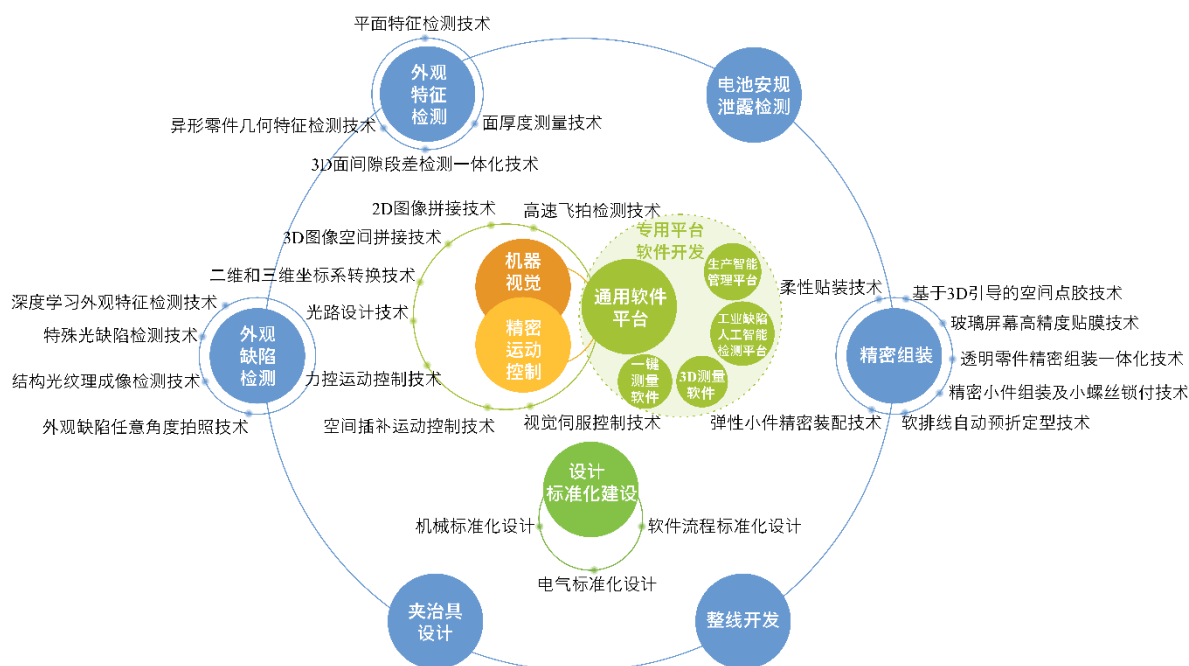 平面特征检测技术
外观
特征
检测
异形零件几何特征检测技术
面厚度测量技术
3D面间隙段差检测一体化技术
电池安规
泄露检测
2D图像拼接技术
高速飞拍检测技术
3D图像空间拼接技术
二维和三维坐标系转换技术
光路设计技术
机器
视觉
精密
运动
控制
力控运动控制技术
空间插补运动控制技术
视觉伺服控制技术
专用平台
软件开发
通用软件
平台
生产智能
管理平台
工业缺陷
人工智能
检测平台
3D测量
软件
一键
测量
软件
深度学习外观特征检测技术
特殊光缺陷检测技术
外观
缺陷
检测
结构光纹理成像检测技术
外观缺陷任意角度拍照技术
柔性贴装技术
基于3D引导的空间点胶技术
玻璃屏幕高精度贴膜技术
精密组装
透明零件精密组装一体化技术
精密小件组装及小螺丝锁付技术
弹性小件精密装配技术
软排线自动预折定型技术
设计
标准化建设
机械标准化设计
软件流程标准化设计
电气标准化设计
夹治具
设计
整线开发